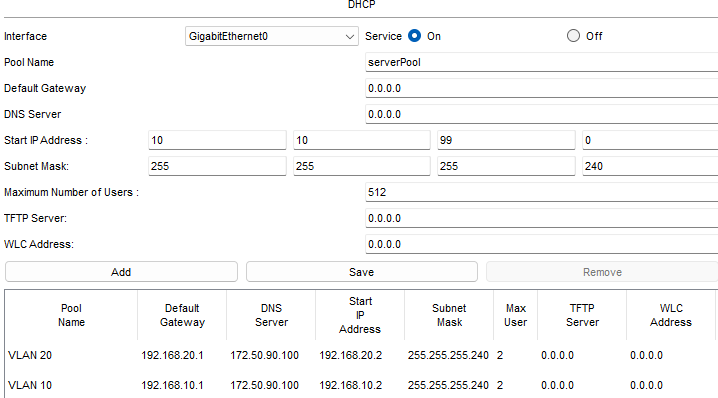 DHCP
Interface GigabitEthernet0 Service On Off
Pool Name serverPool
Default Gateway 0.0.0.0
DNS Server 0.0.0.0
Start IP Address : 10 10 99 0
Subnet Mask: 255 255 255 240
Maximum Number of Users : 512
TFTP Server: 0.0.0.0
WLC Address: 0.0.0.0
Add Save Remove
Pool Name Default Gateway DNS Server Start IP Address Subnet Mask Max User TFTP Server WLC Address
VLAN 20 192.168.20.1 172.50.90.100 192.168.20.2 255.255.255.240 2 0.0.0.0 0.0.0.0
VLAN 10 192.168.10.1 172.50.90.100 192.168.10.2 255.255.255.240 2 0.0.0.0 0.0.0.0